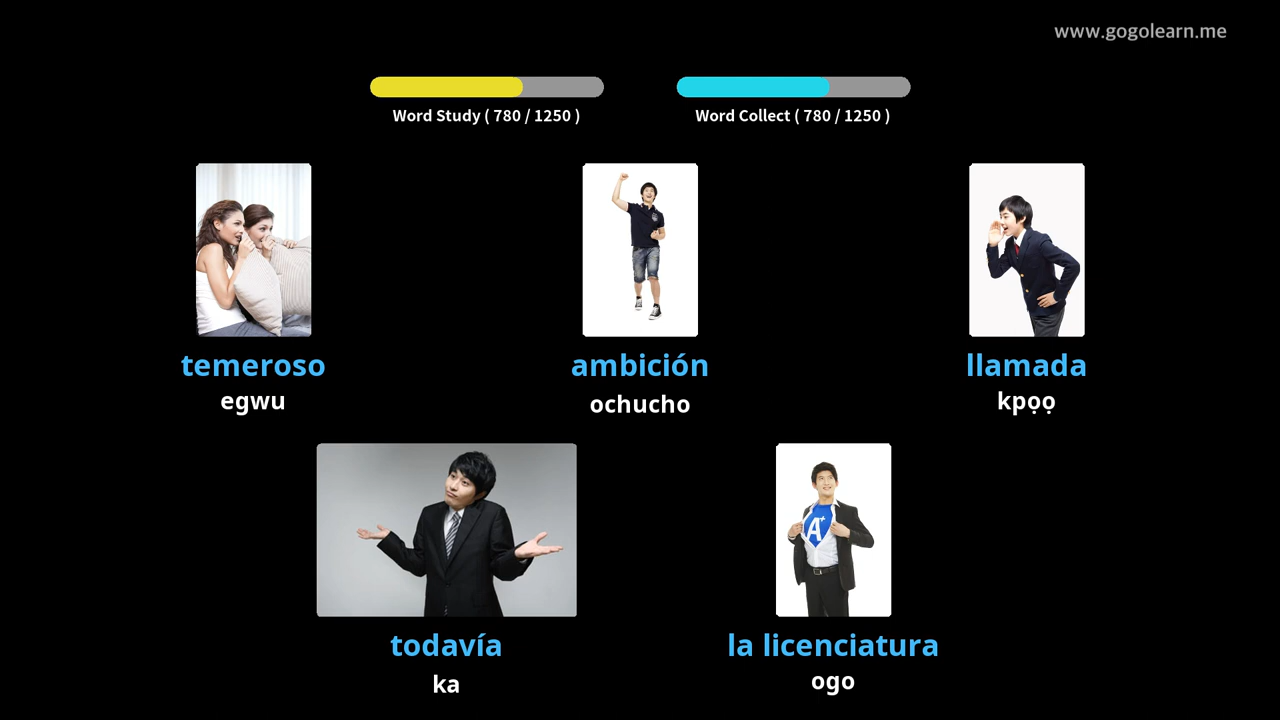 www.gogolearn.me
Word Study ( 780 / 1250 )
Word Collect ( 780 / 1250 )
temeroso
egwu
ambición
ochucho
llamada
kpọọ
A+
todavía
ka
la licenciatura
ogo